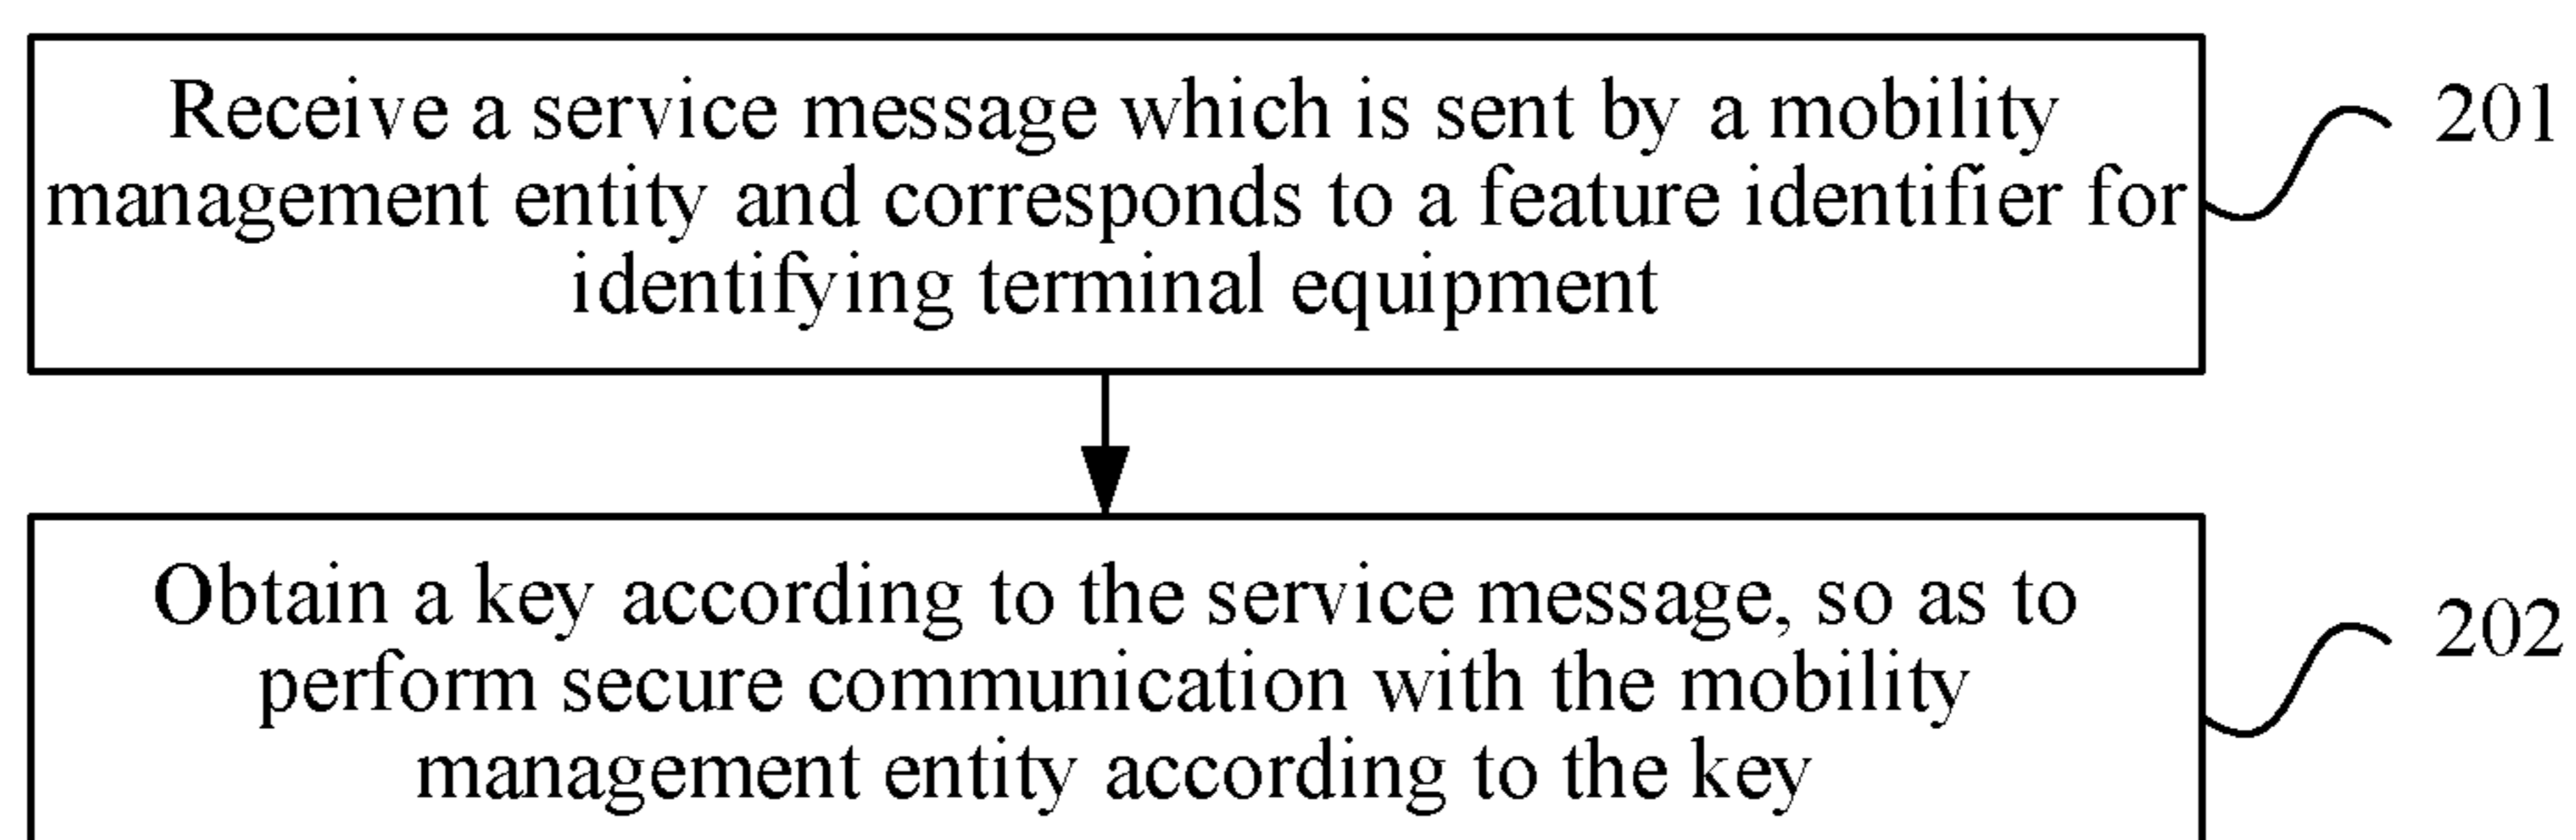 Receive a service message which is sent by a mobility
management entity and corresponds to a feature identifier for
identifying terminal equipment
201
Obtain a key according to the service message, so as to
perform secure communication with the mobility
management entity according to the key
202